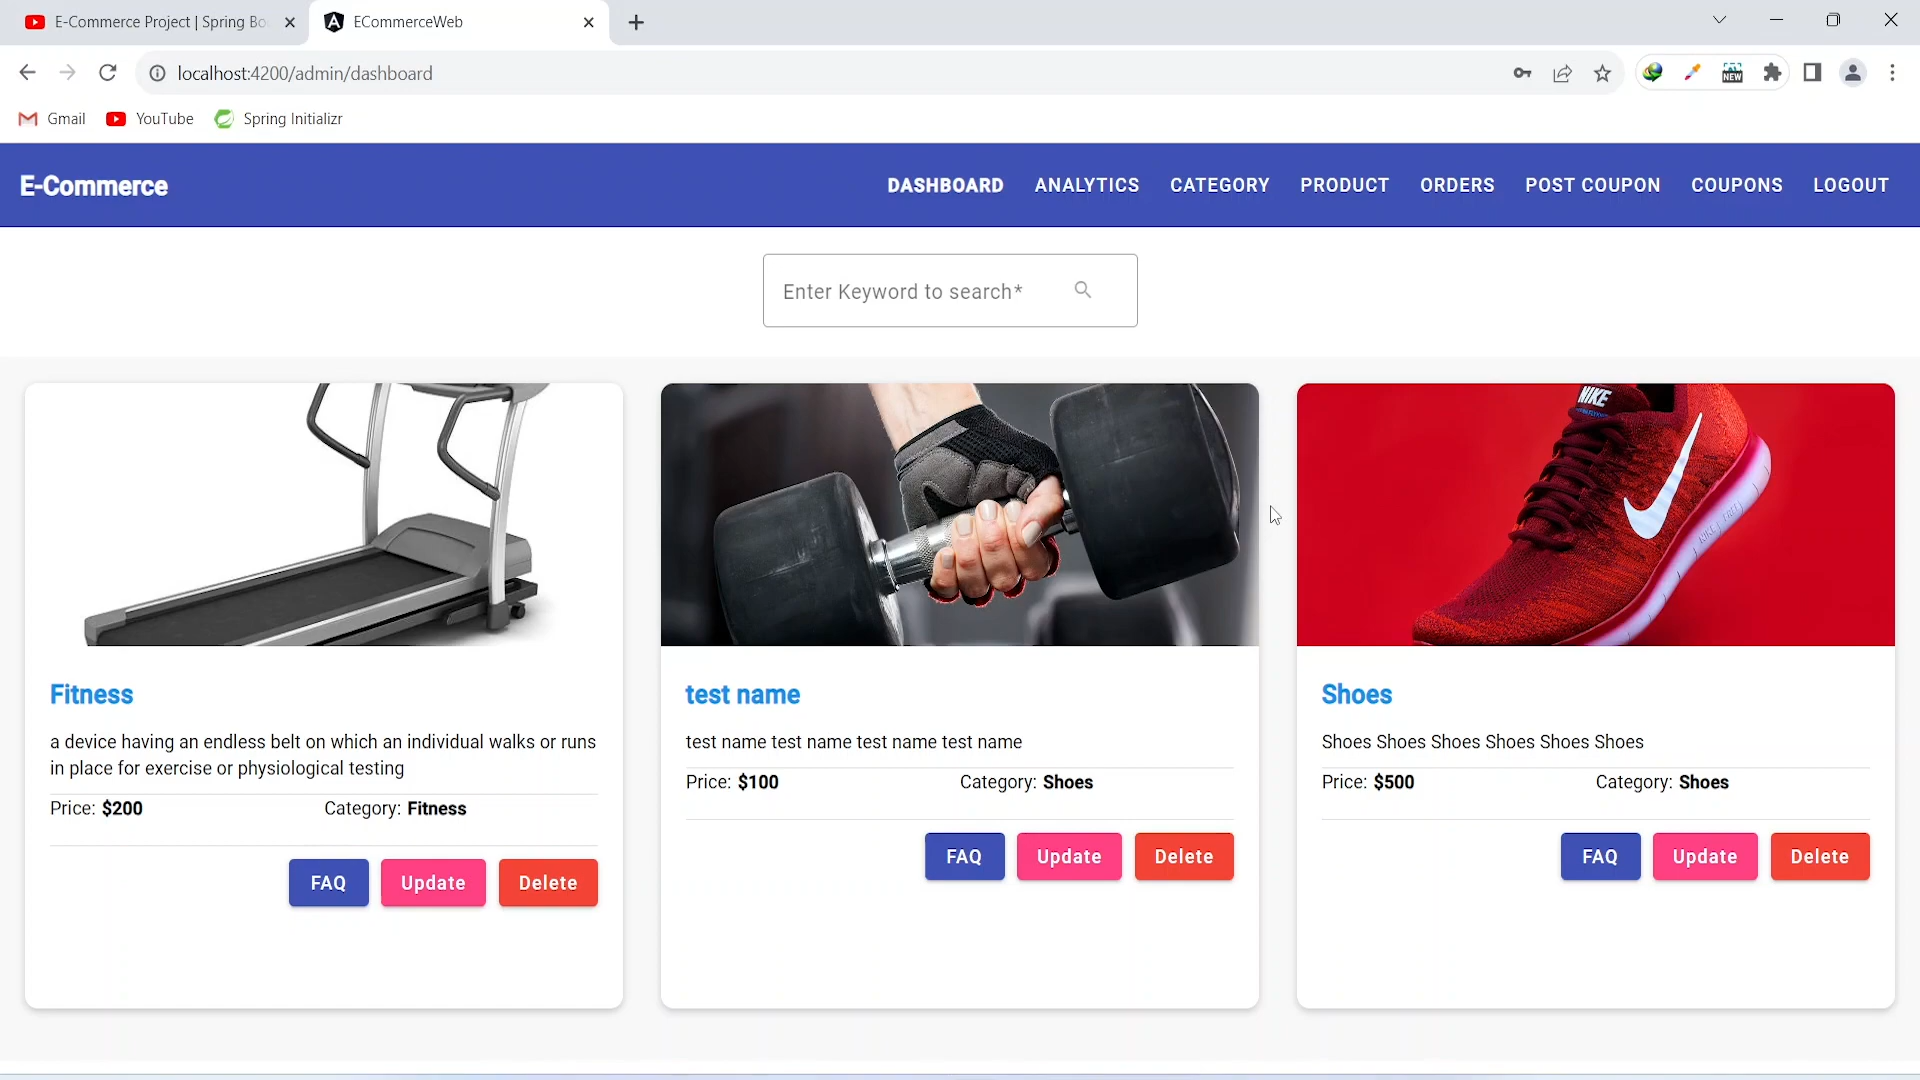 E-Commerce Project | Spring Bo
ECommerceWeb
localhost:4200/admin/dashboard
NEW
Gmail
YouTube
Spring Initializr
E-Commerce
DASHBOARD
ANALYTICS
CATEGORY
PRODUCT
ORDERS
POST COUPON
COUPONS
LOGOUT
Enter Keyword to search*
NIKE
Fitness
a device having an endless belt on which an individual walks or runs
in place for exercise or physiological testing
Price: $200
Category: Fitness
FAQ
Update
Delete
test name
test name test name test name test name
Price: $100
Category: Shoes
FAQ
Update
Delete
Shoes
Shoes Shoes Shoes Shoes Shoes Shoes
Price: $500
Category: Shoes
FAQ
Update
Delete